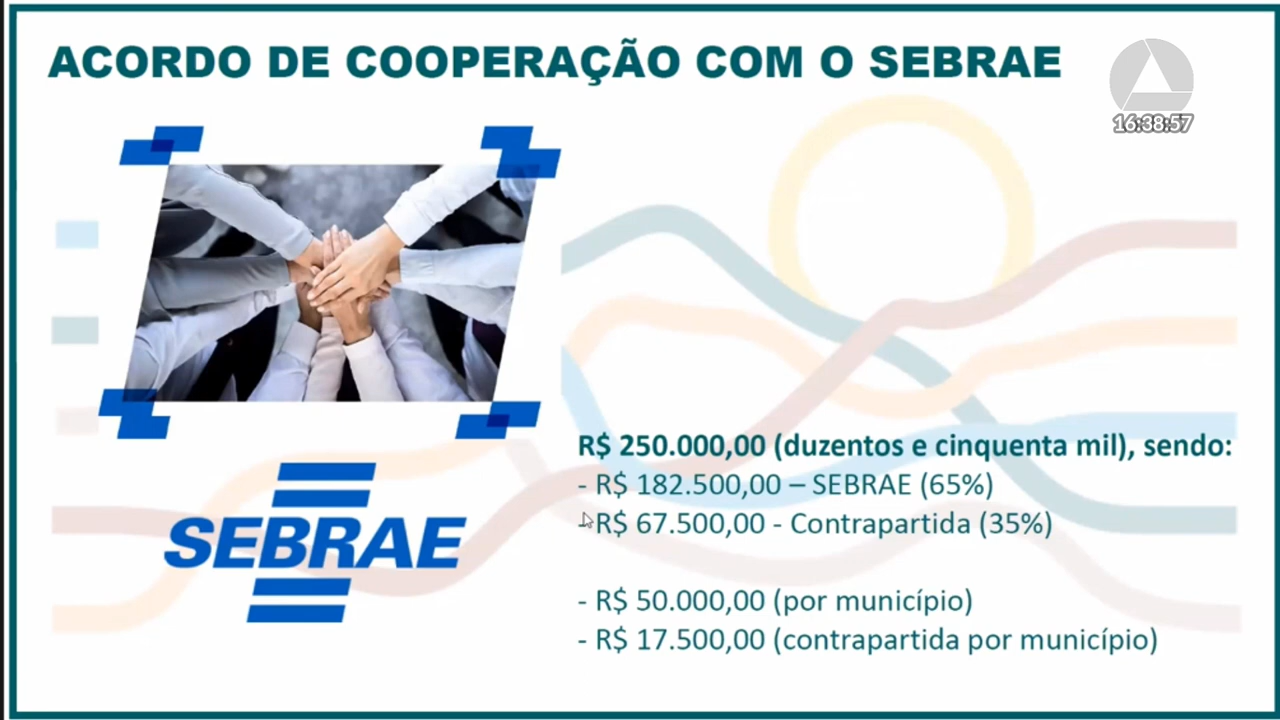 ACORDO DE COOPERAÇÃO COM O SEBRAE
16:38:57
SEBRAE
R$ 250.000,00 (duzentos e cinquenta mil), sendo:
- R$ 182.500,00 – SEBRAE (65%)
- R$ 67.500,00 - Contrapartida (35%)
- R$ 50.000,00 (por município)
- R$ 17.500,00 (contrapartida por município)